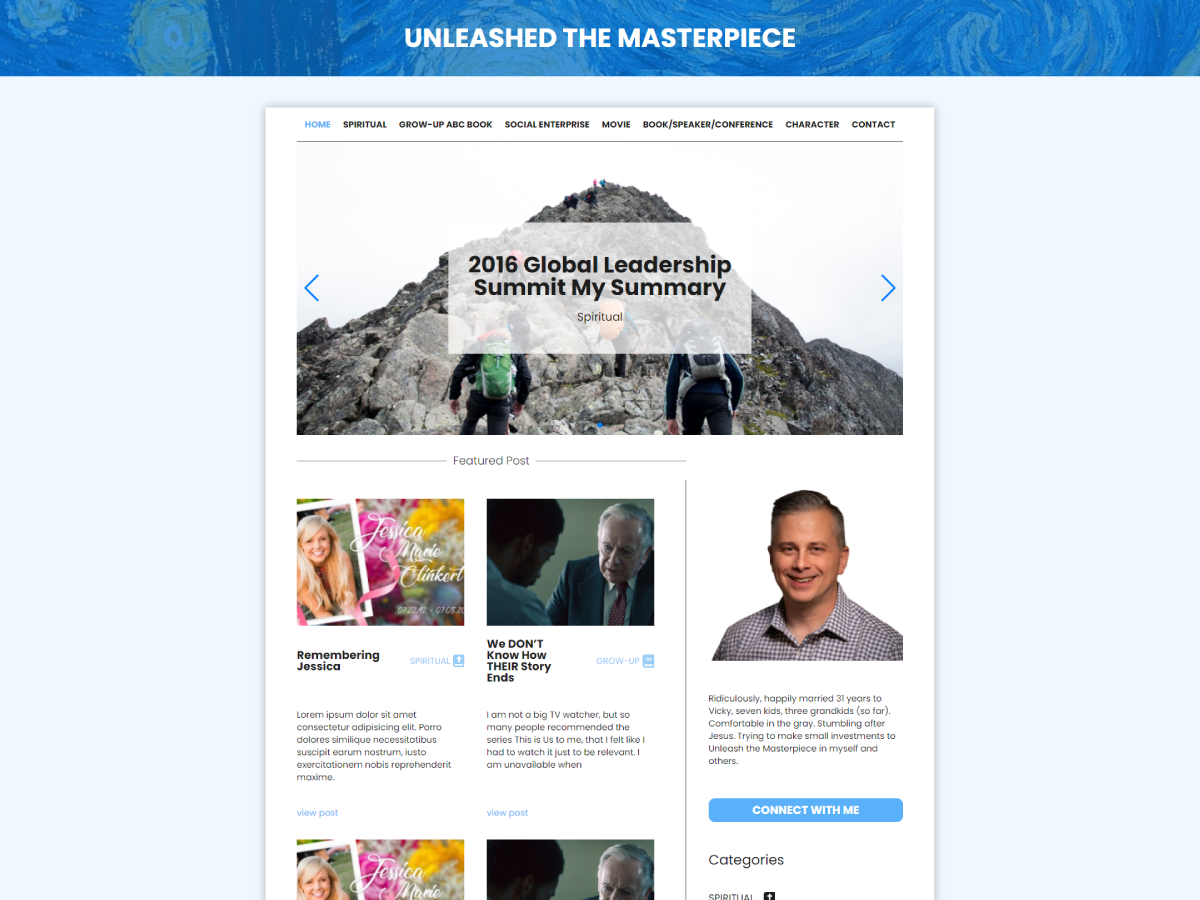 UNLEASHED THE MASTERPIECE
HOME SPIRITUAL GROW-UP ABC BOOK SOCIAL ENTERPRISE MOVIE BOOK/SPEAKER/CONFERENCE CHARACTER CONTACT
2016 Global Leadership
Summit My Summary
Spiritual
Featured Post
Jessica
Marie
Clinkert
Remembering
Jessica
SPIRITUAL
We DON'T
Know How
THEIR Story
Ends
GROW-UP
Lorem ipsum dolor sit amet
consectetur adipisicing elit. Porro
dolores similique necessitatibus
suscipit earum nostrum, iusto
exercitationem nobis reprehenderit
maxime.
view post
I am not a big TV watcher, but so
many people recommended the
series This is Us to me, that I felt like I
had to watch it just to be relevant. I
am unavailable when
view post
Jessica
Marie
Ridiculously, happily married 31 years to
Vicky, seven kids, three grandkids (so far).
Comfortable in the gray. Stumbling after
Jesus. Trying to make small investments to
Unleash the Masterpiece in myself and
others.
CONNECT WITH ME
Categories
SPIRITUAL